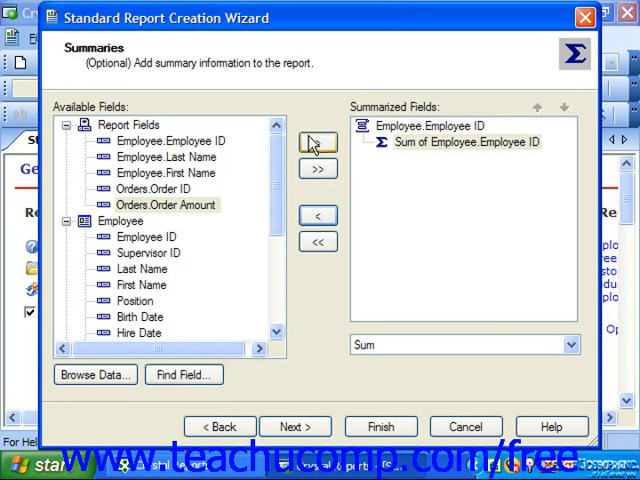 Standard Report Creation Wizard
Summaries
(Optional) Add summary information to the report.
Σ
Available Fields:
Report Fields
Employee.Employee ID
Employee.Last Name
Employee.First Name
Orders.Order ID
Orders.Order Amount
Employee
Employee ID
Supervisor ID
Last Name
First Name
Position
Birth Date
Hire Date
>>
<
<<
Summarized Fields:
Employee.Employee ID
Σ Sum of Employee.Employee ID
Sum
Browse Data...
Find Field...
< Back
Next >
Finish
Cancel
Help
For Hel
start
www.teachucomp.com/free